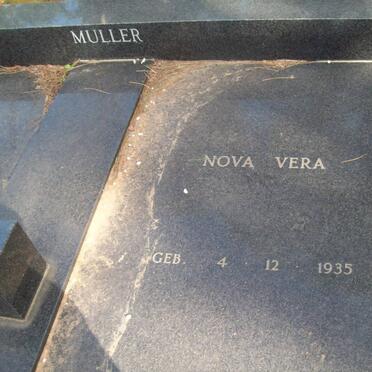 MULLER
NOVA VERA
GEB. 4 · 12 · 1935